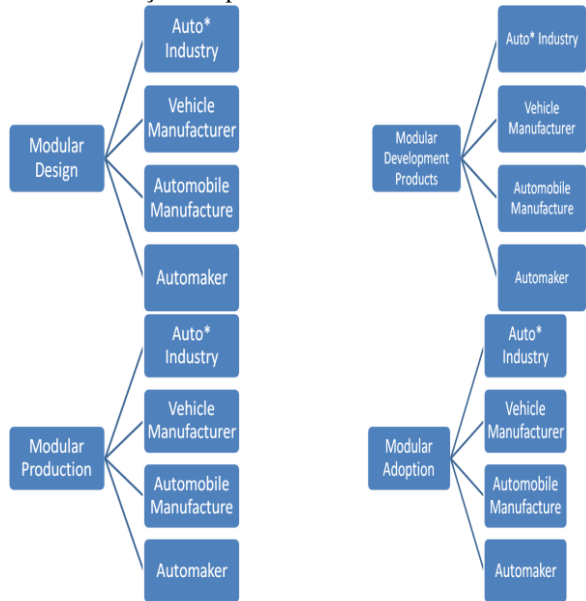 Auto*
Industry
Vehicle
Manufacturer
Modular
Design
Automobile
Manufacture
Automaker
Auto* Industry
Vehicle
Manufacturer
Modular
Development
Products
Automobile
Manufacture
Automaker
Auto*
Industry
Vehicle
Manufacturer
Modular
Production
Automobile
Manufacture
Automaker
Auto*
Industry
Vehicle
Manufacturer
Modular
Adoption
Automobile
Manufacture
Automaker